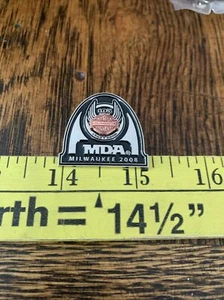 MDA®
MILWAUKEE 2008
14 15 16
rth = 14½"